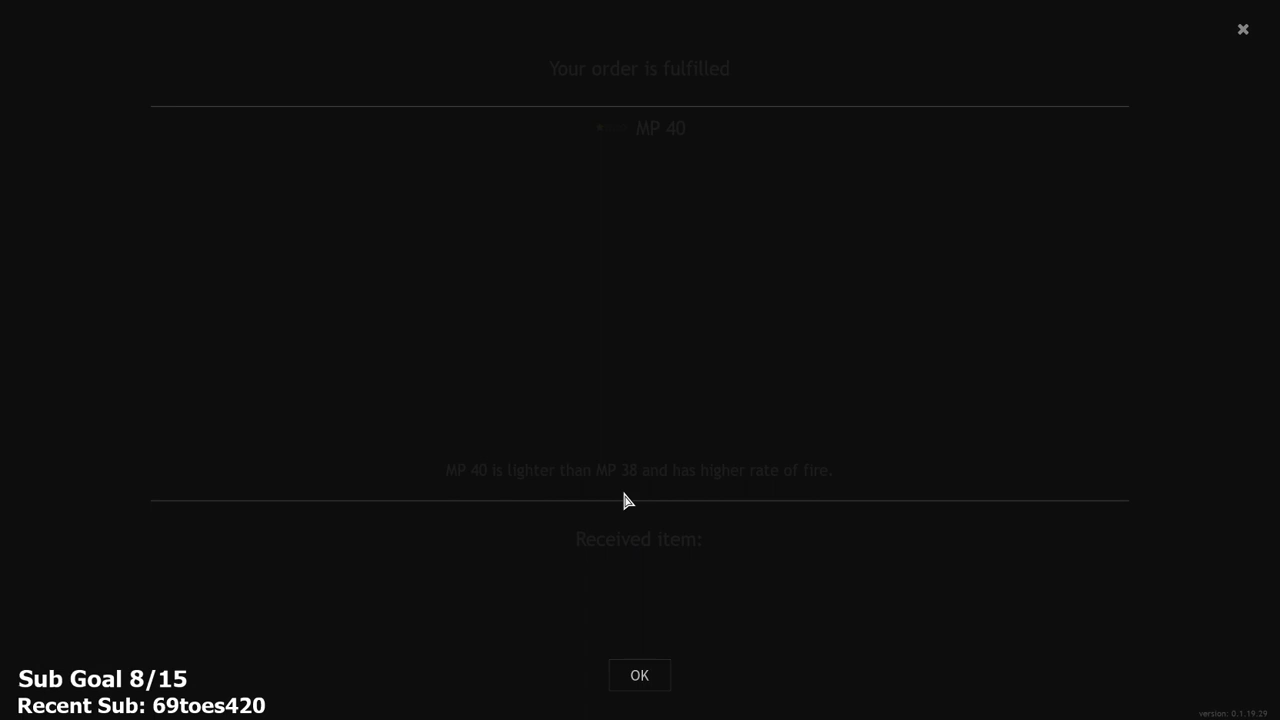 Your order is fulfilled
MP 40
MP 40 is lighter than MP 38 and has higher rate of fire.
Received item:
OK
Sub Goal 8/15
Recent Sub: 69toes420
version: 0.1.19.29